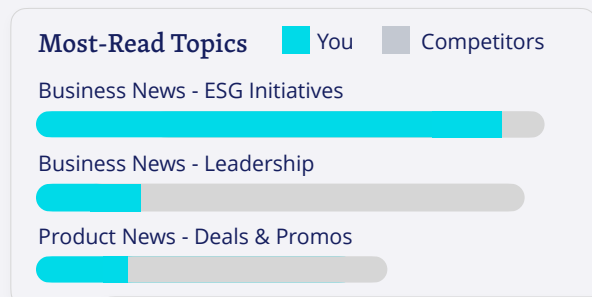 Most-Read Topics You Competitors
Business News - ESG Initiatives
Business News - Leadership
Product News - Deals & Promos